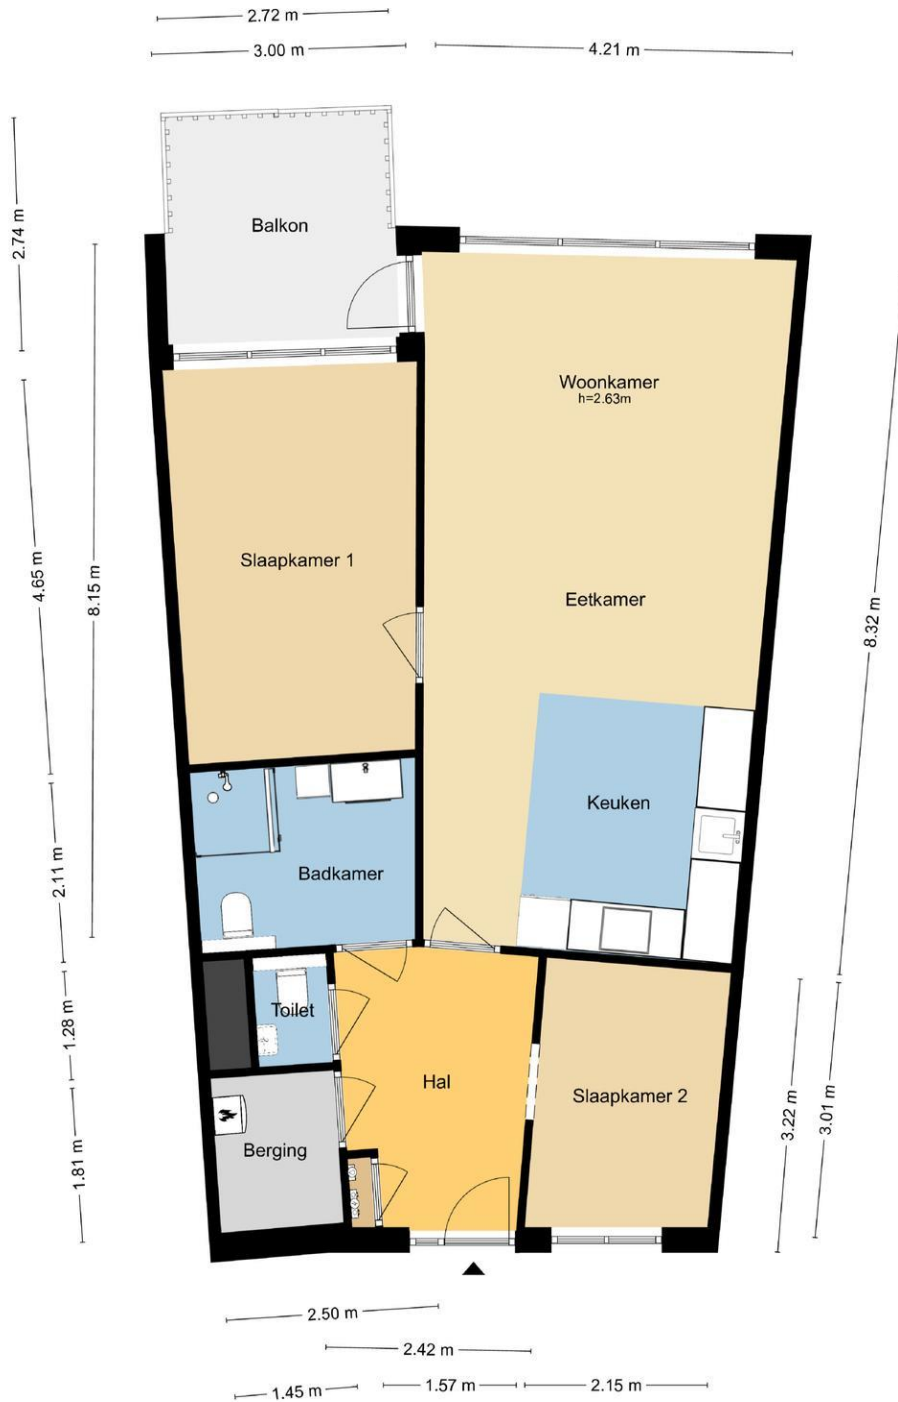 2.72 m
3.00 m
4.21 m
2.74 m
Balkon
Woonkamer
h=2.63m
4.65 m
8.15 m
Slaapkamer 1
Eetkamer
8.32 m
Keuken
2.11 m
Badkamer
1.28 m
Toilet
Hal
Slaapkamer 2
3.22 m
3.01 m
1.81 m
Berging
2.50 m
2.42 m
1.45 m
1.57 m
2.15 m